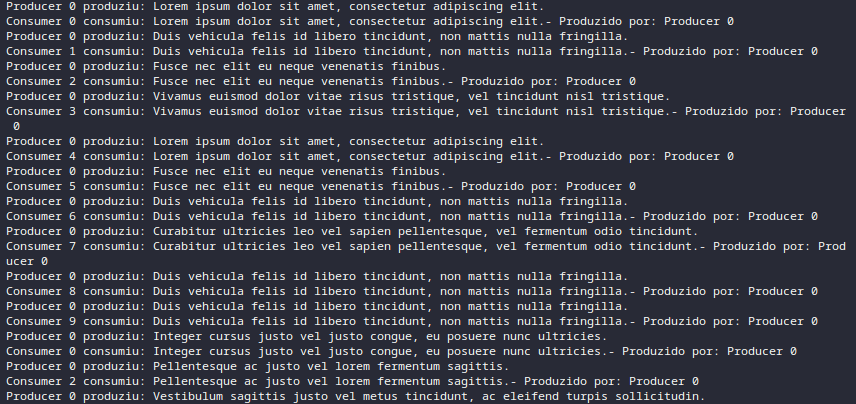 Producer 0 produziu: Lorem ipsum dolor sit amet, consectetur adipiscing elit.
Consumer 0 consumiu: Lorem ipsum dolor sit amet, consectetur adipiscing elit.- Produzido por: Producer 0
Producer 0 produziu: Duis vehicula felis id libero tincidunt, non mattis nulla fringilla.
Consumer 1 consumiu: Duis vehicula felis id libero tincidunt, non mattis nulla fringilla.- Produzido por: Producer 0
Producer 0 produziu: Fusce nec elit eu neque venenatis finibus.
Consumer 2 consumiu: Fusce nec elit eu neque venenatis finibus.- Produzido por: Producer 0
Producer 0 produziu: Vivamus euismod dolor vitae risus tristique, vel tincidunt nisl tristique.
Consumer 3 consumiu: Vivamus euismod dolor vitae risus tristique, vel tincidunt nisl tristique.- Produzido por: Producer
0
Producer 0 produziu: Lorem ipsum dolor sit amet, consectetur adipiscing elit.
Consumer 4 consumiu: Lorem ipsum dolor sit amet, consectetur adipiscing elit.- Produzido por: Producer 0
Producer 0 produziu: Fusce nec elit eu neque venenatis finibus.
Consumer 5 consumiu: Fusce nec elit eu neque venenatis finibus.- Produzido por: Producer 0
Producer 0 produziu: Duis vehicula felis id libero tincidunt, non mattis nulla fringilla.
Consumer 6 consumiu: Duis vehicula felis id libero tincidunt, non mattis nulla fringilla.- Produzido por: Producer 0
Producer 0 produziu: Curabitur ultricies leo vel sapien pellentesque, vel fermentum odio tincidunt.
Consumer 7 consumiu: Curabitur ultricies leo vel sapien pellentesque, vel fermentum odio tincidunt.- Produzido por: Prod
ucer 0
Producer 0 produziu: Duis vehicula felis id libero tincidunt, non mattis nulla fringilla.
Consumer 8 consumiu: Duis vehicula felis id libero tincidunt, non mattis nulla fringilla.- Produzido por: Producer 0
Producer 0 produziu: Duis vehicula felis id libero tincidunt, non mattis nulla fringilla.
Consumer 9 consumiu: Duis vehicula felis id libero tincidunt, non mattis nulla fringilla.- Produzido por: Producer 0
Producer 0 produziu: Integer cursus justo vel justo congue, eu posuere nunc ultricies.
Consumer 0 consumiu: Integer cursus justo vel justo congue, eu posuere nunc ultricies.- Produzido por: Producer 0
Producer 0 produziu: Pellentesque ac justo vel lorem fermentum sagittis.
Consumer 2 consumiu: Pellentesque ac justo vel lorem fermentum sagittis.- Produzido por: Producer 0
Producer 0 produziu: Vestibulum sagittis justo vel metus tincidunt, ac eleifend turpis sollicitudin.